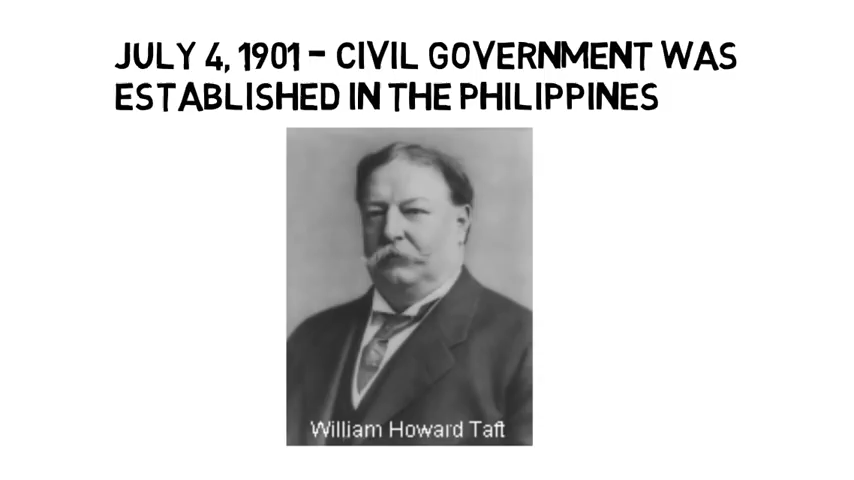 JULY 4, 1901 – CIVIL GOVERNMENT WAS
ESTABLISHED IN THE PHILIPPINES
William Howard Taft